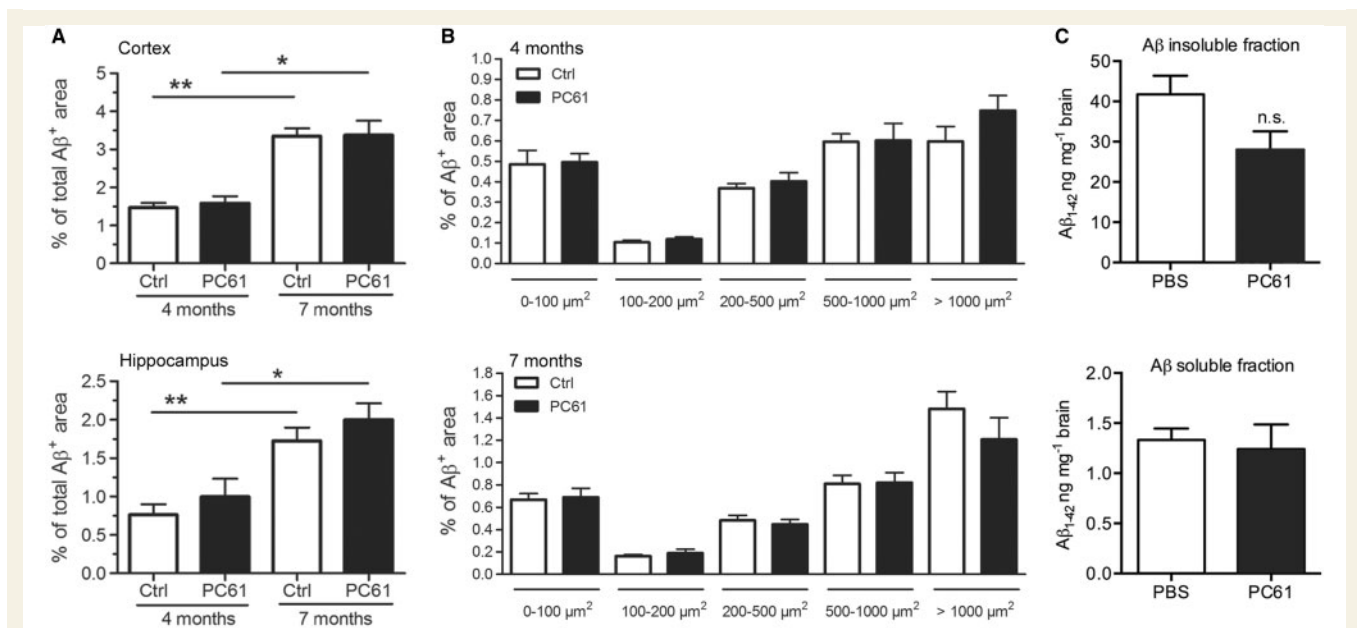 A
Cortex
% of total Aβ⁺ area
5
4
3
2
1
0
**
*
Ctrl PC61 Ctrl PC61
4 months 7 months
Hippocampus
% of total Aβ⁺ area
2.5
2.0
1.5
1.0
0.5
0.0
**
*
Ctrl PC61 Ctrl PC61
4 months 7 months
B
4 months
Ctrl
PC61
% of Aβ⁺ area
1.0
0.9
0.8
0.7
0.6
0.5
0.4
0.3
0.2
0.1
0.0
0-100 µm² 100-200 µm² 200-500 µm² 500-1000 µm² > 1000 µm²
7 months
Ctrl
PC61
% of Aβ⁺ area
1.8
1.6
1.4
1.2
1.0
0.8
0.6
0.4
0.2
0.0
0-100 µm² 100-200 µm² 200-500 µm² 500-1000 µm² > 1000 µm²
C
Aβ insoluble fraction
Aβ₁₋₄₂ ng mg⁻¹ brain
50
40
30
20
10
0
n.s.
PBS PC61
Aβ soluble fraction
Aβ₁₋₄₂ ng mg⁻¹ brain
2.0
1.5
1.0
0.5
0.0
PBS PC61